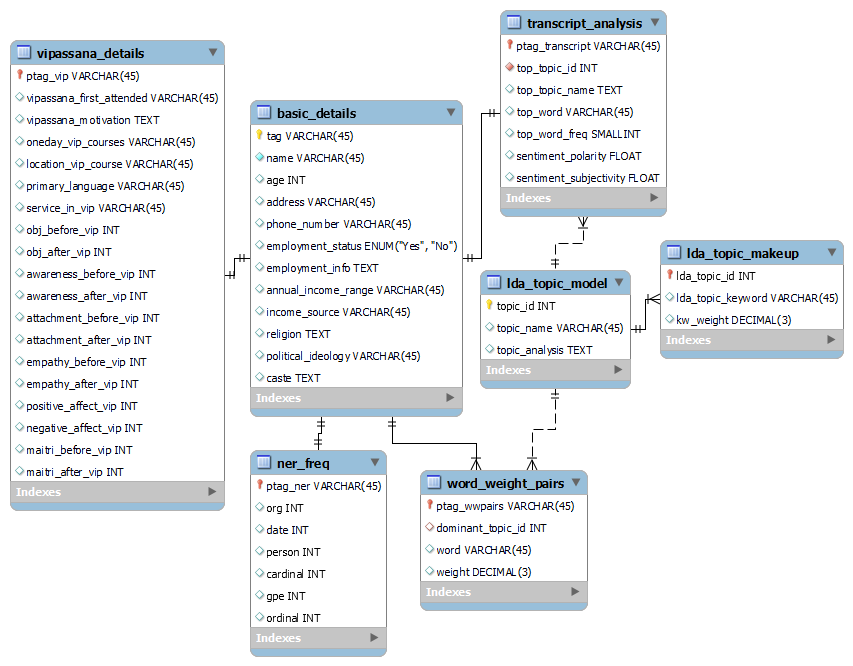 vipassana_details
ptag_vip VARCHAR(45)
vipassana_first_attended VARCHAR(45)
vipassana_motivation TEXT
oneday_vip_courses VARCHAR(45)
location_vip_course VARCHAR(45)
primary_language VARCHAR(45)
service_in_vip VARCHAR(45)
obj_before_vip INT
obj_after_vip INT
awareness_before_vip INT
awareness_after_vip INT
attachment_before_vip INT
attachment_after_vip INT
empathy_before_vip INT
empathy_after_vip INT
positive_affect_vip INT
negative_affect_vip INT
maitri_before_vip INT
maitri_after_vip INT
Indexes
basic_details
tag VARCHAR(45)
name VARCHAR(45)
age INT
address VARCHAR(45)
phone_number VARCHAR(45)
employment_status ENUM("Yes", "No")
employment_info TEXT
annual_income_range VARCHAR(45)
income_source VARCHAR(45)
religion TEXT
political_ideology VARCHAR(45)
caste TEXT
Indexes
transcript_analysis
ptag_transcript VARCHAR(45)
top_topic_id INT
top_topic_name TEXT
top_word VARCHAR(45)
top_word_freq SMALLINT
sentiment_polarity FLOAT
sentiment_subjectivity FLOAT
Indexes
lda_topic_model
topic_id INT
topic_name VARCHAR(45)
topic_analysis TEXT
Indexes
lda_topic_makeup
lda_topic_id INT
lda_topic_keyword VARCHAR(45)
kw_weight DECIMAL(3)
Indexes
ner_freq
ptag_ner VARCHAR(45)
org INT
date INT
person INT
cardinal INT
gpe INT
ordinal INT
Indexes
word_weight_pairs
ptag_wwpairs VARCHAR(45)
dominant_topic_id INT
word VARCHAR(45)
weight DECIMAL(3)
Indexes